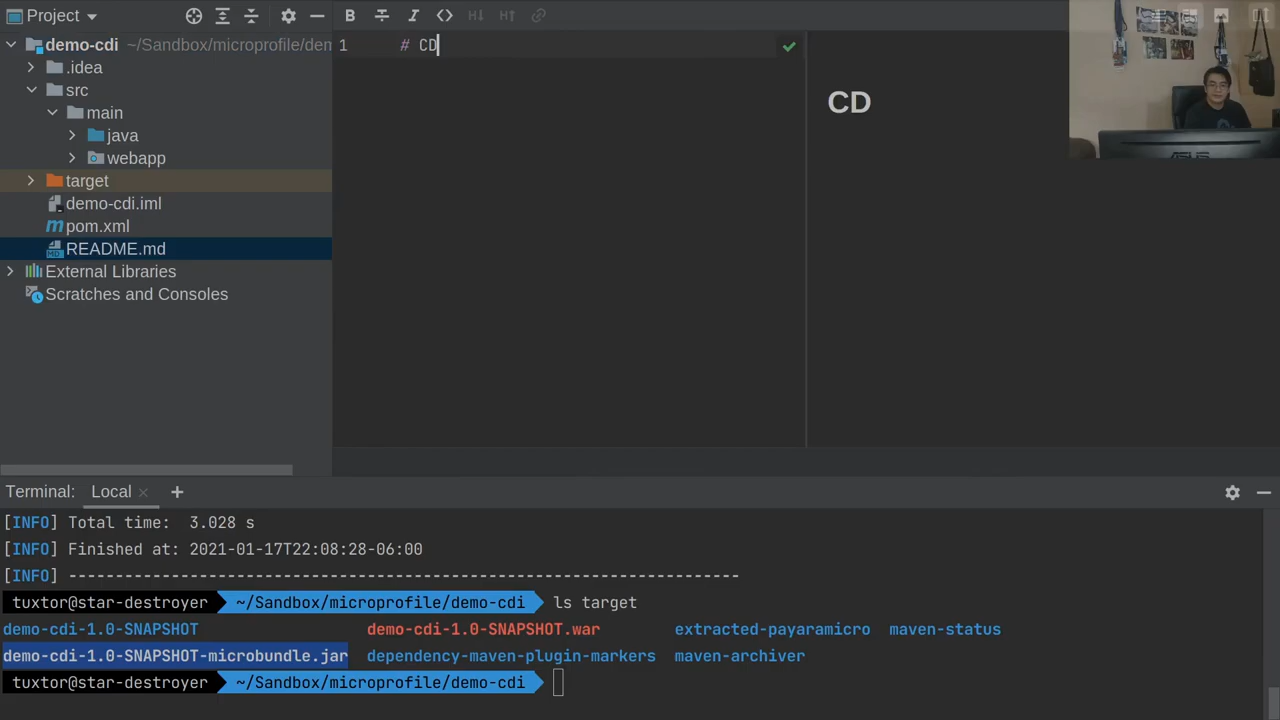 Project
demo-cdi ~/Sandbox/microprofile/dem
.idea
src
main
java
webapp
target
demo-cdi.iml
pom.xml
README.md
External Libraries
Scratches and Consoles
B I <> H↓ H↑
1 # CD
CD
Terminal: Local
[INFO] Total time:  3.028 s
[INFO] Finished at: 2021-01-17T22:08:28-06:00
[INFO] ------------------------------------------------------------------------
tuxtor@star-destroyer ~/Sandbox/microprofile/demo-cdi ls target
demo-cdi-1.0-SNAPSHOT demo-cdi-1.0-SNAPSHOT.war extracted-payaramicro maven-status
demo-cdi-1.0-SNAPSHOT-microbundle.jar dependency-maven-plugin-markers maven-archiver
tuxtor@star-destroyer ~/Sandbox/microprofile/demo-cdi